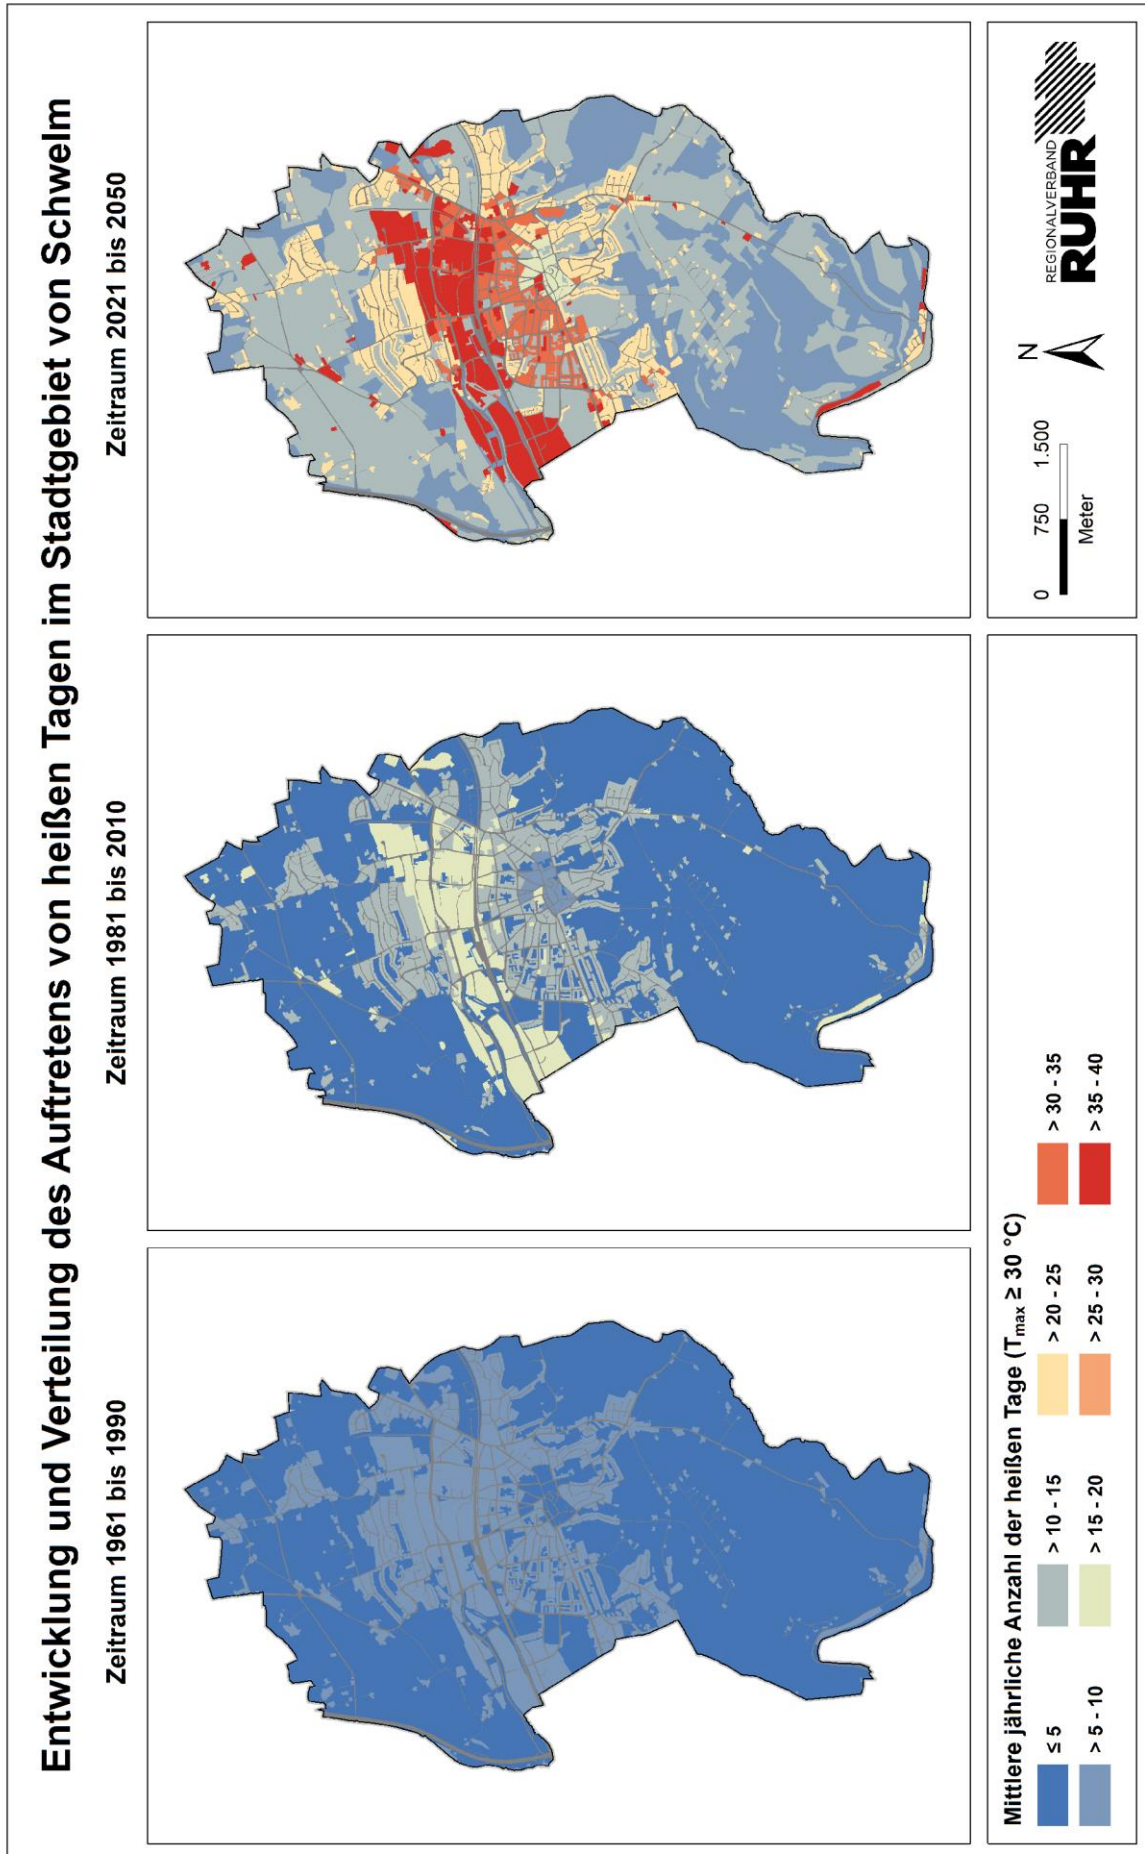 Entwicklung und Verteilung des Auftretens von heißen Tagen im Stadtgebiet von Schwelm
Zeitraum 1961 bis 1990
Zeitraum 1981 bis 2010
Zeitraum 2021 bis 2050
Mittlere jährliche Anzahl der heißen Tage (Tmax ≥ 30 °C)
≤ 5
> 10 - 15
> 20 - 25
> 30 - 35
> 5 - 10
> 15 - 20
> 25 - 30
> 35 - 40
0 750 1.500
Meter
N
REGIONALVERBAND
RUHR